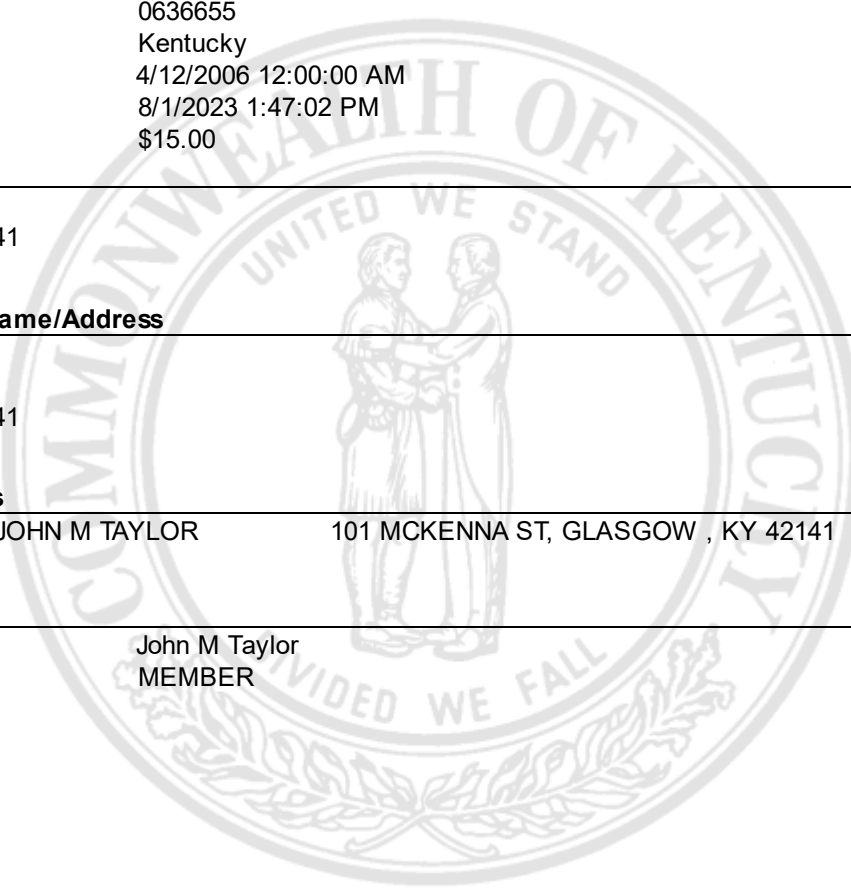 0636655
Kentucky
4/12/2006 12:00:00 AM
8/1/2023 1:47:02 PM
$15.00
41
ame/Address
41
s
JOHN M TAYLOR 101 MCKENNA ST, GLASGOW , KY 42141
John M Taylor
MEMBER
COMMONWEALTH OF KENTUCKY
UNITED WE STAND
DIVIDED WE FALL